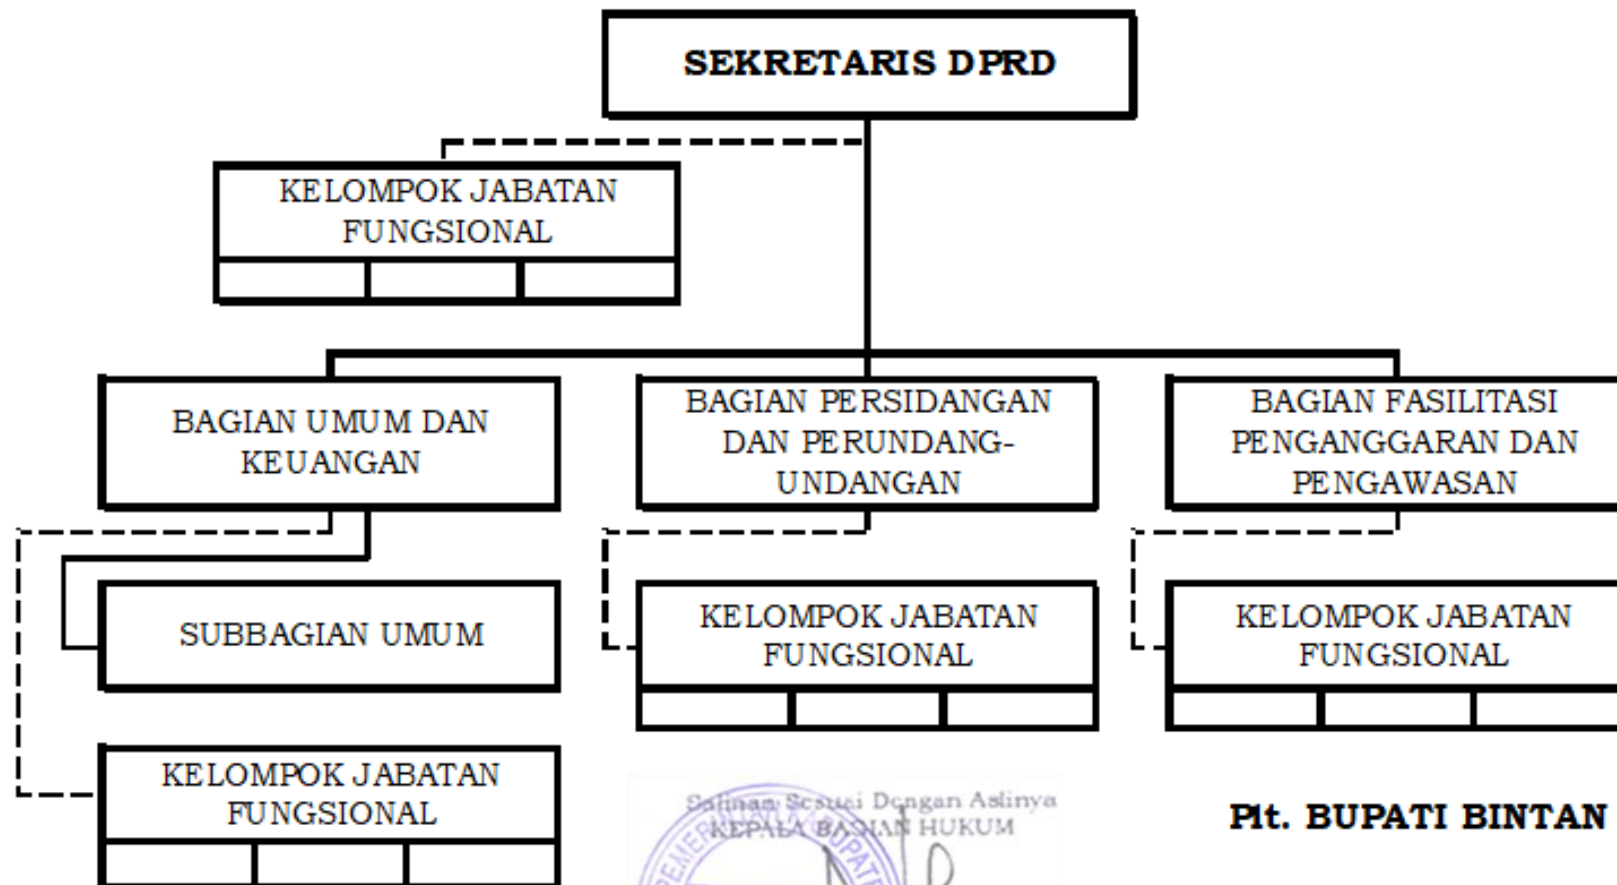 SEKRETARIS DPRD
KELOMPOK JABATAN
FUNGSIONAL
BAGIAN UMUM DAN
KEUANGAN
BAGIAN PERSIDANGAN
DAN PERUNDANG-
UNDANGAN
BAGIAN FASILITASI
PENGANGGARAN DAN
PENGAWASAN
SUBBAGIAN UMUM
KELOMPOK JABATAN
FUNGSIONAL
KELOMPOK JABATAN
FUNGSIONAL
KELOMPOK JABATAN
FUNGSIONAL
Salinan Sesuai Dengan Aslinya
KEPALA BAGIAN HUKUM
PEMERINTAH
Plt. BUPATI BINTAN